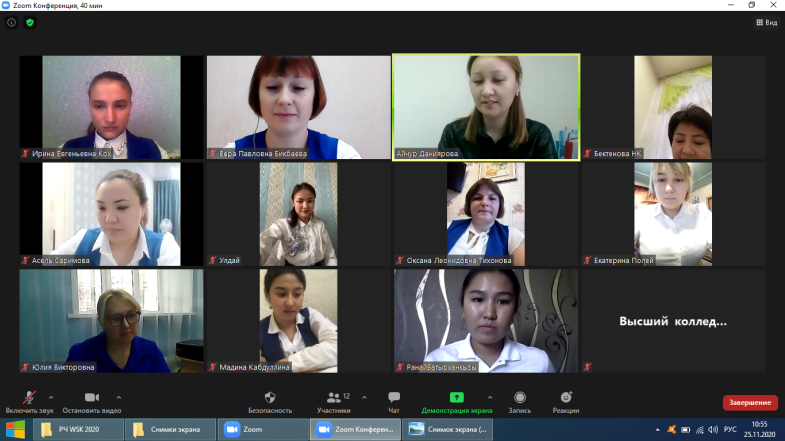 Zoom Конференция, 40 мин
Вид
Ирина Евгеньевна Кох
Вера Павловна Бикбаева
Айнур Даниярова
Бектенова НК
Асель Саримова
Улдай
Оксана Леонидовна Тихонова
Екатерина Полей
Юлия Викторовна
Мадина Кабдуллина
РанайБатырханкызы
Высший коллед...
Включить звук
Остановить видео
Безопасность
12
Участники
Чат
Демонстрация экрана
Запись
Реакции
Завершение
РЧ WSK 2020
Снимки экрана
Zoom
Zoom Конферен...
Снимок экрана (...
РУС
10:55
25.11.2020